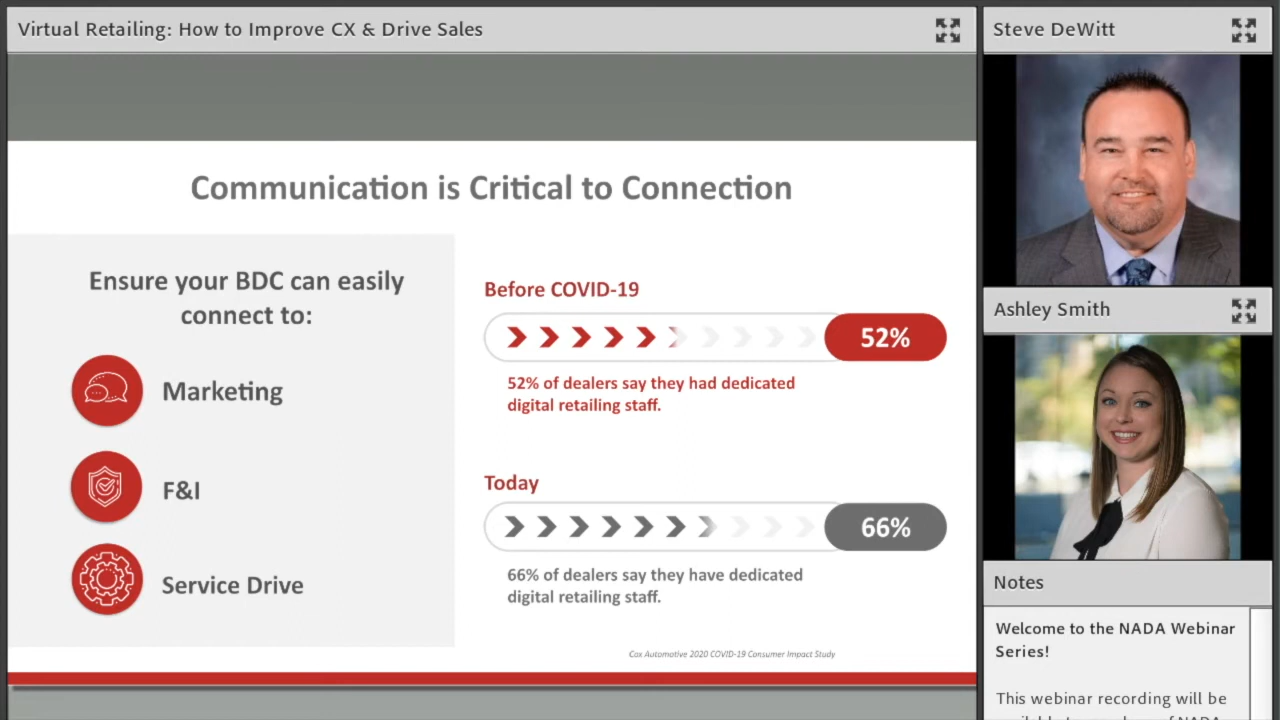 Virtual Retailing: How to Improve CX & Drive Sales
Communication is Critical to Connection
Ensure your BDC can easily
connect to:
Marketing
F&I
Service Drive
Before COVID-19
52%
52% of dealers say they had dedicated
digital retailing staff.
Today
66%
66% of dealers say they have dedicated
digital retailing staff.
Cox Automotive 2020 COVID-19 Consumer Impact Study
Steve DeWitt
Ashley Smith
Notes
Welcome to the NADA Webinar
Series!
This webinar recording will be